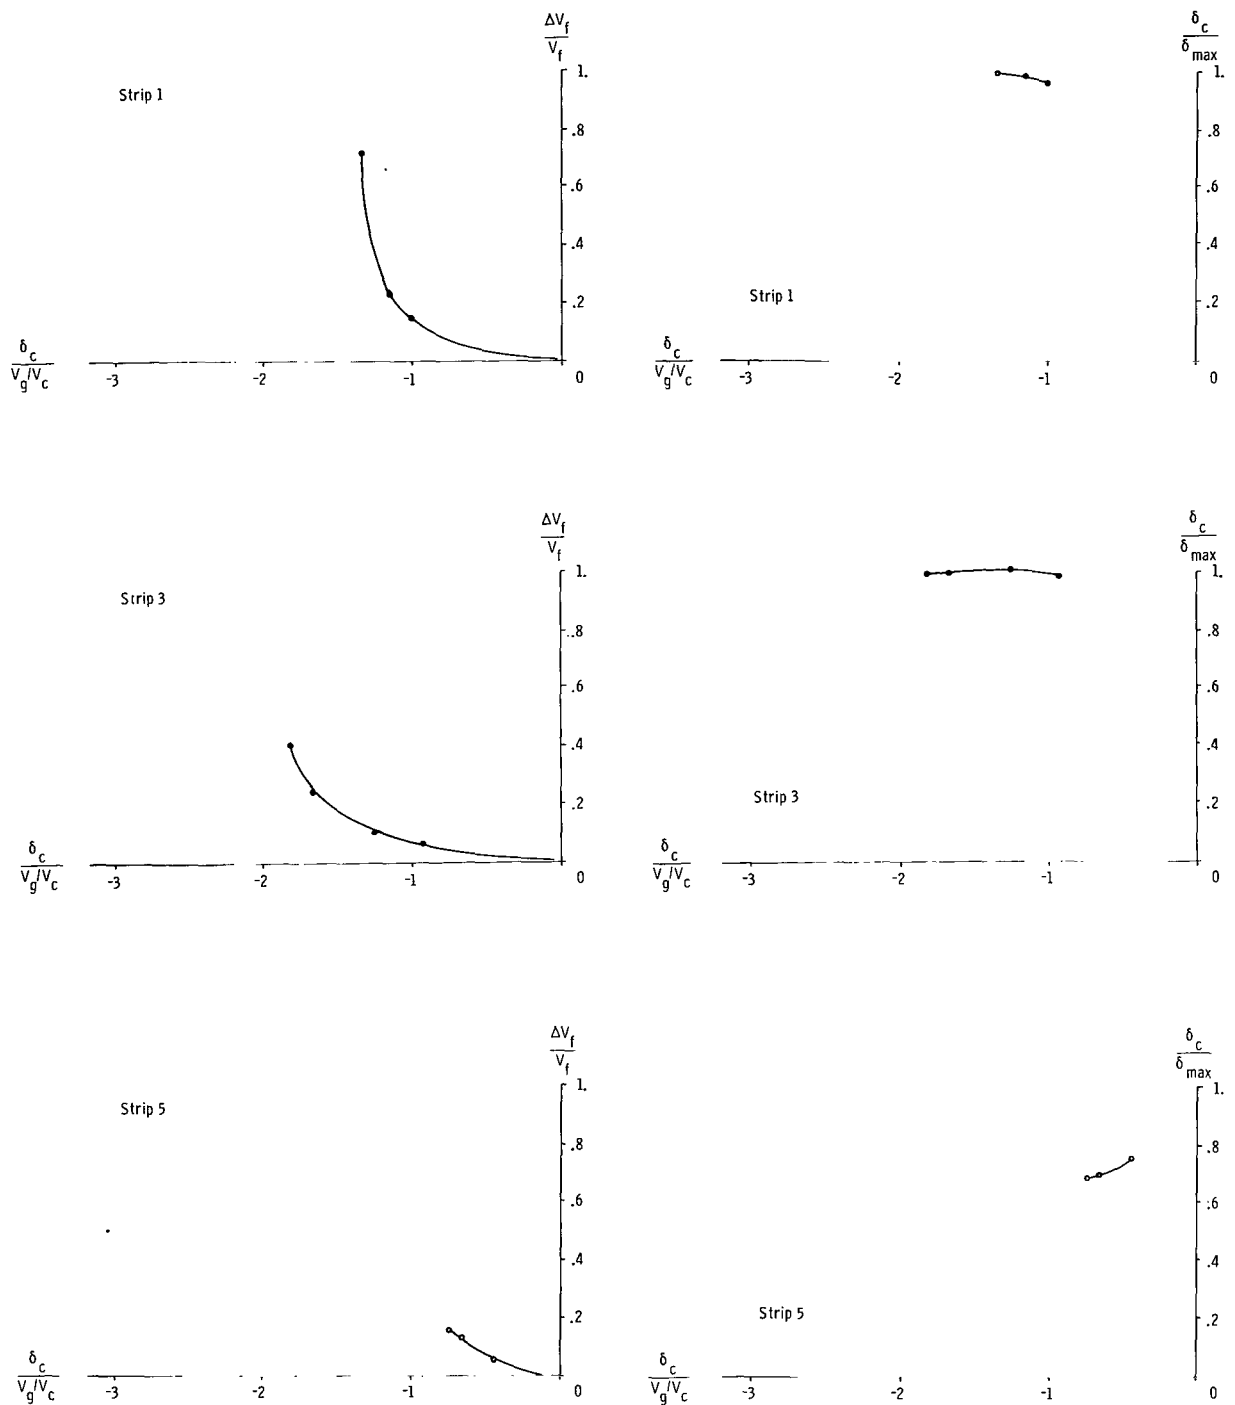 ΔV_f
V_f
1.
.8
.6
.4
.2
Strip 1
δ_c
V_g/V_c
-3
-2
-1
0
δ_c
δ_max
1.
.8
.6
.4
.2
Strip 1
δ_c
V_g/V_c
-3
-2
-1
0
ΔV_f
V_f
1.
.8
.6
.4
.2
Strip 3
δ_c
V_g/V_c
-3
-2
-1
0
δ_c
δ_max
1.
.8
.6
.4
.2
Strip 3
δ_c
V_g/V_c
-3
-2
-1
0
ΔV_f
V_f
1.
.8
.6
.4
.2
Strip 5
δ_c
V_g/V_c
-3
-2
-1
0
δ_c
δ_max
1.
.8
.6
.4
.2
Strip 5
δ_c
V_g/V_c
-3
-2
-1
0